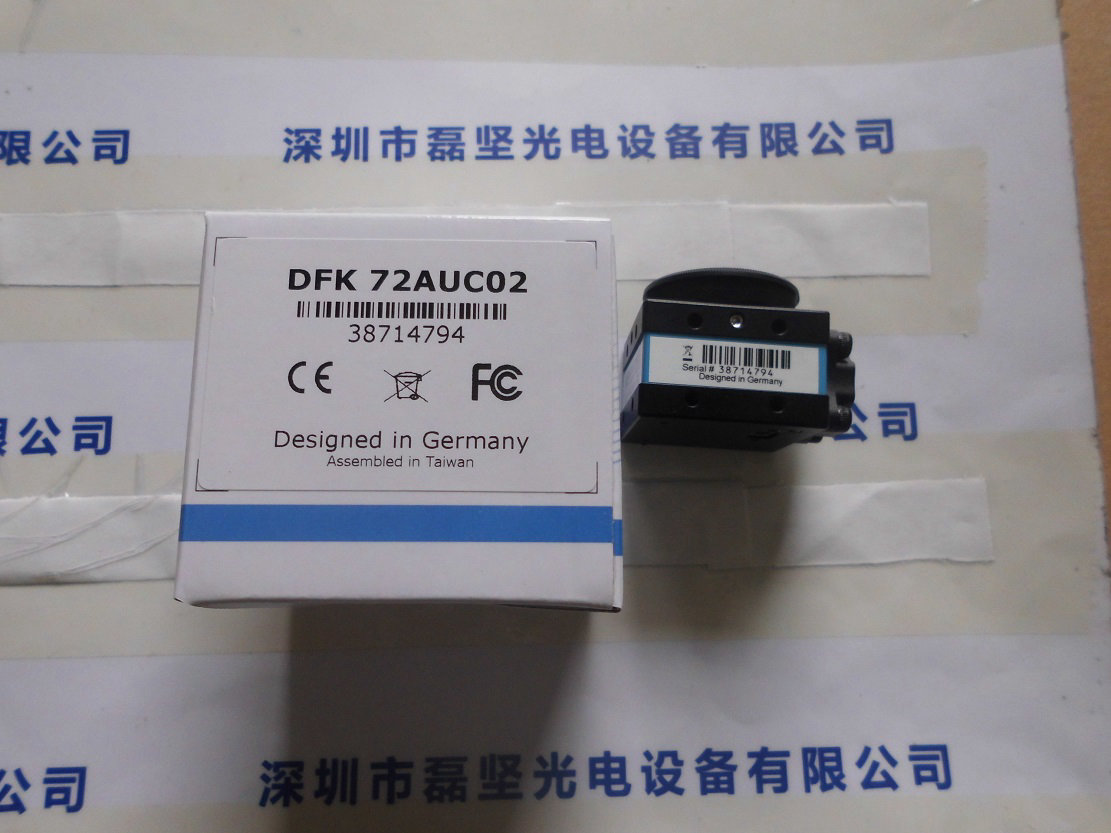 限公司
深圳市磊坚光电设备有限公司
DFK 72AUC02
38714794
CE
FC
Designed in Germany
Assembled in Taiwan
Serial # 38714794
Designed in Germany
限公司
公司
公司
深圳市磊坚光电设备有限公司